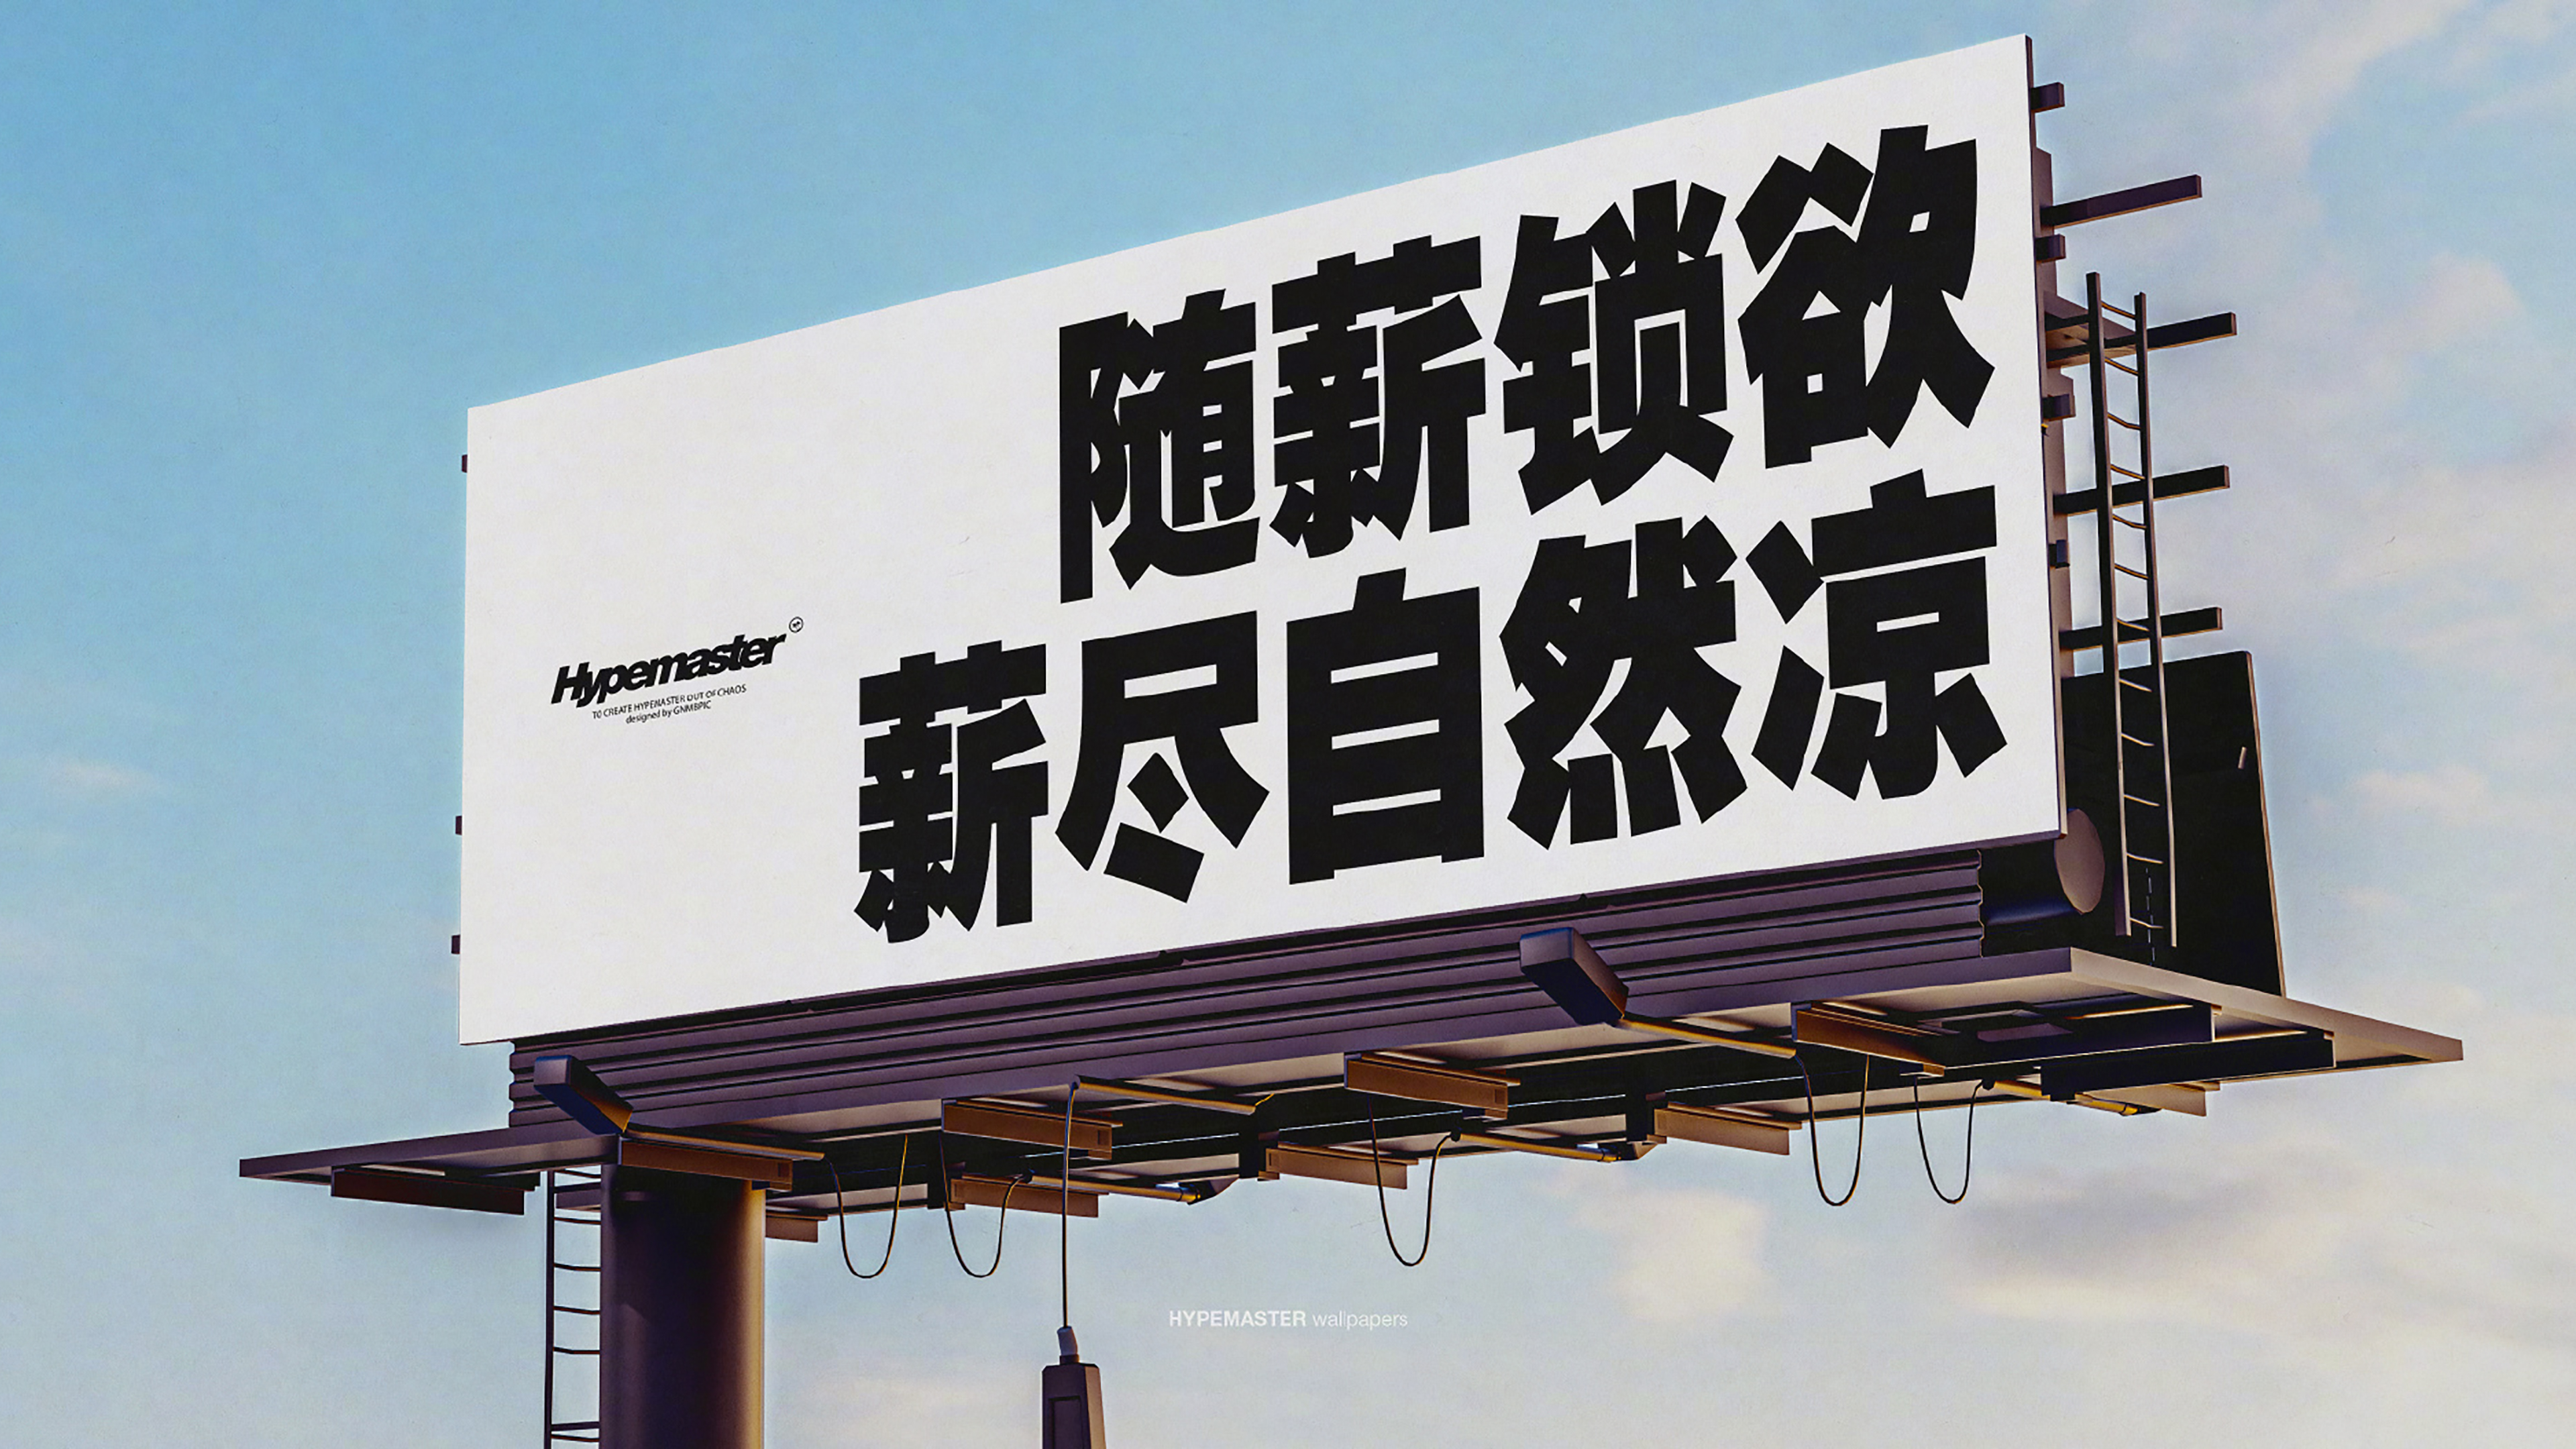 随薪锁欲
薪尽自然凉
Hypemaster
TO CREATE HYPEMASTER OUT OF CHAOS
designed by GNMBPIC
HYPEMASTER wallpapers